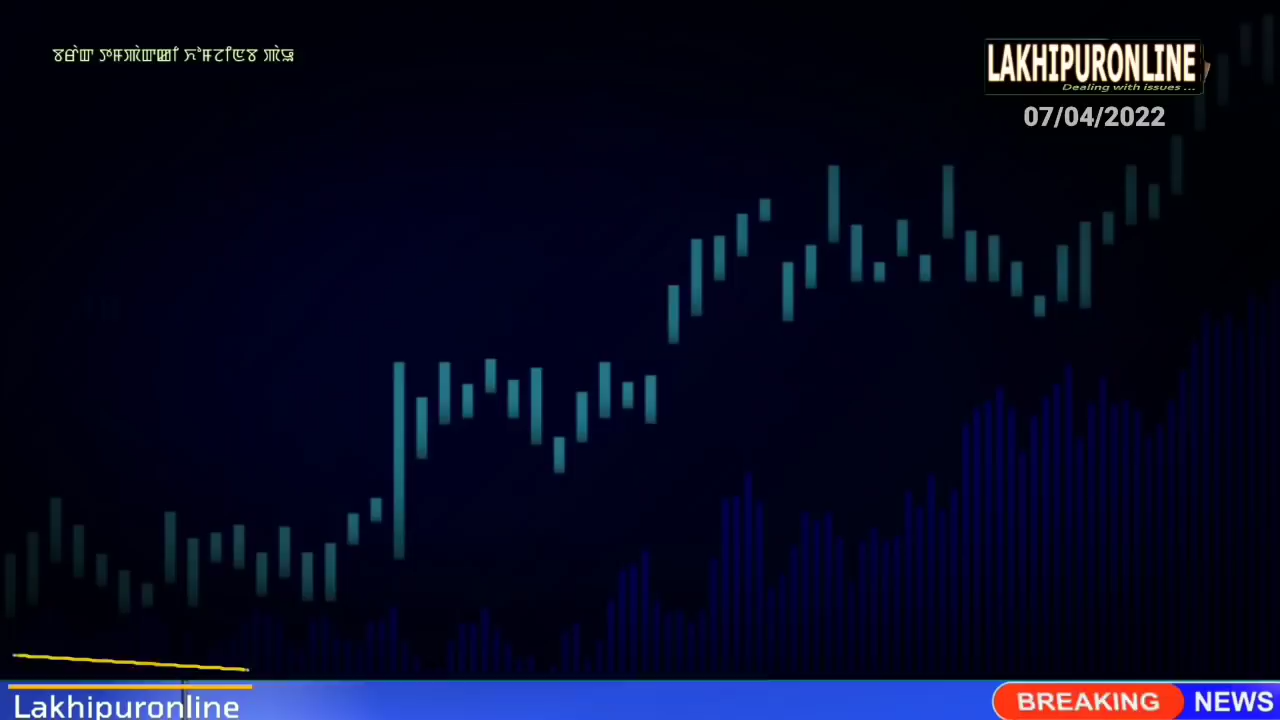 LAKHIPURONLINE
Dealing with issues ...
07/04/2022
Lakhipuronline
BREAKING NEWS